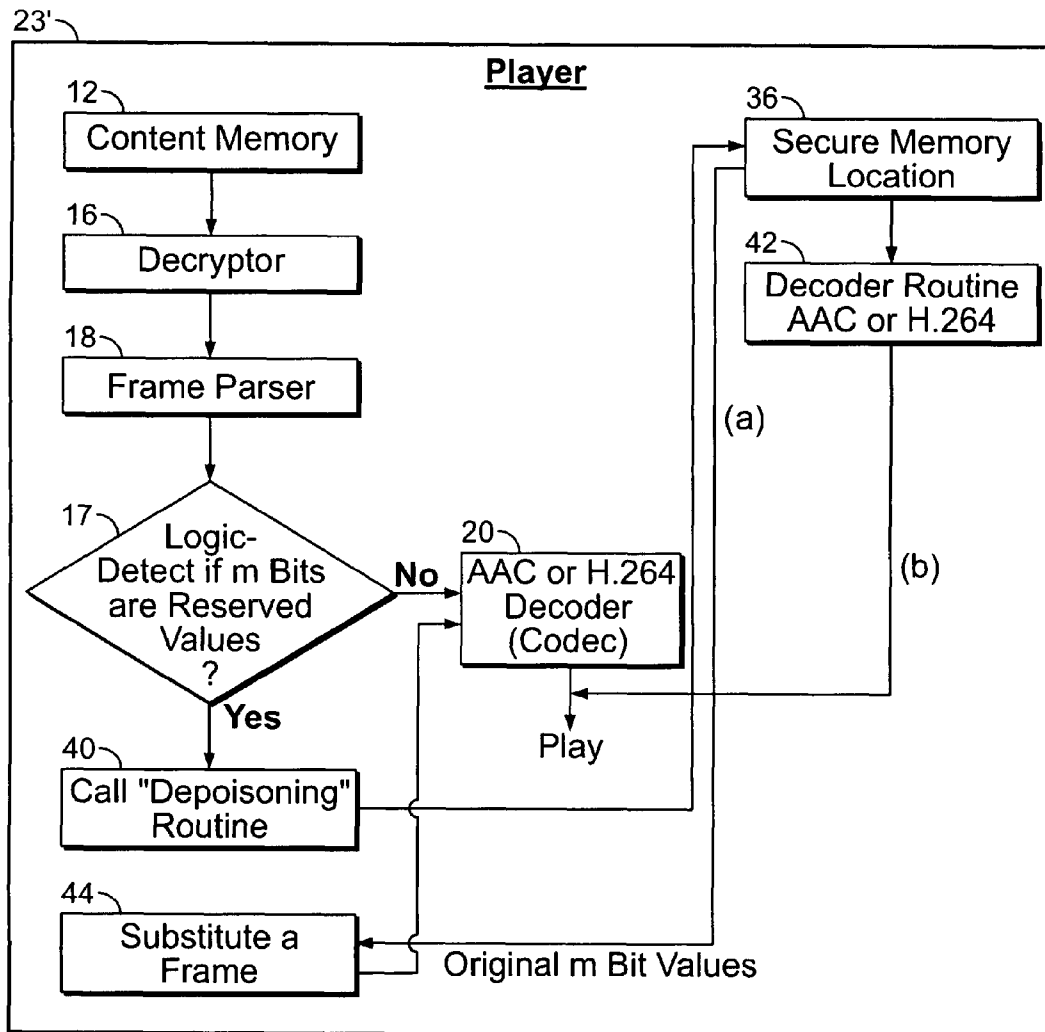 23'
Player
12
Content Memory
16
Decryptor
18
Frame Parser
17
Logic-
Detect if m Bits
are Reserved
Values
?
No
Yes
20
AAC or H.264
Decoder
(Codec)
Play
40
Call "Depoisoning"
Routine
44
Substitute a
Frame
Original m Bit Values
36
Secure Memory
Location
42
Decoder Routine
AAC or H.264
(a)
(b)